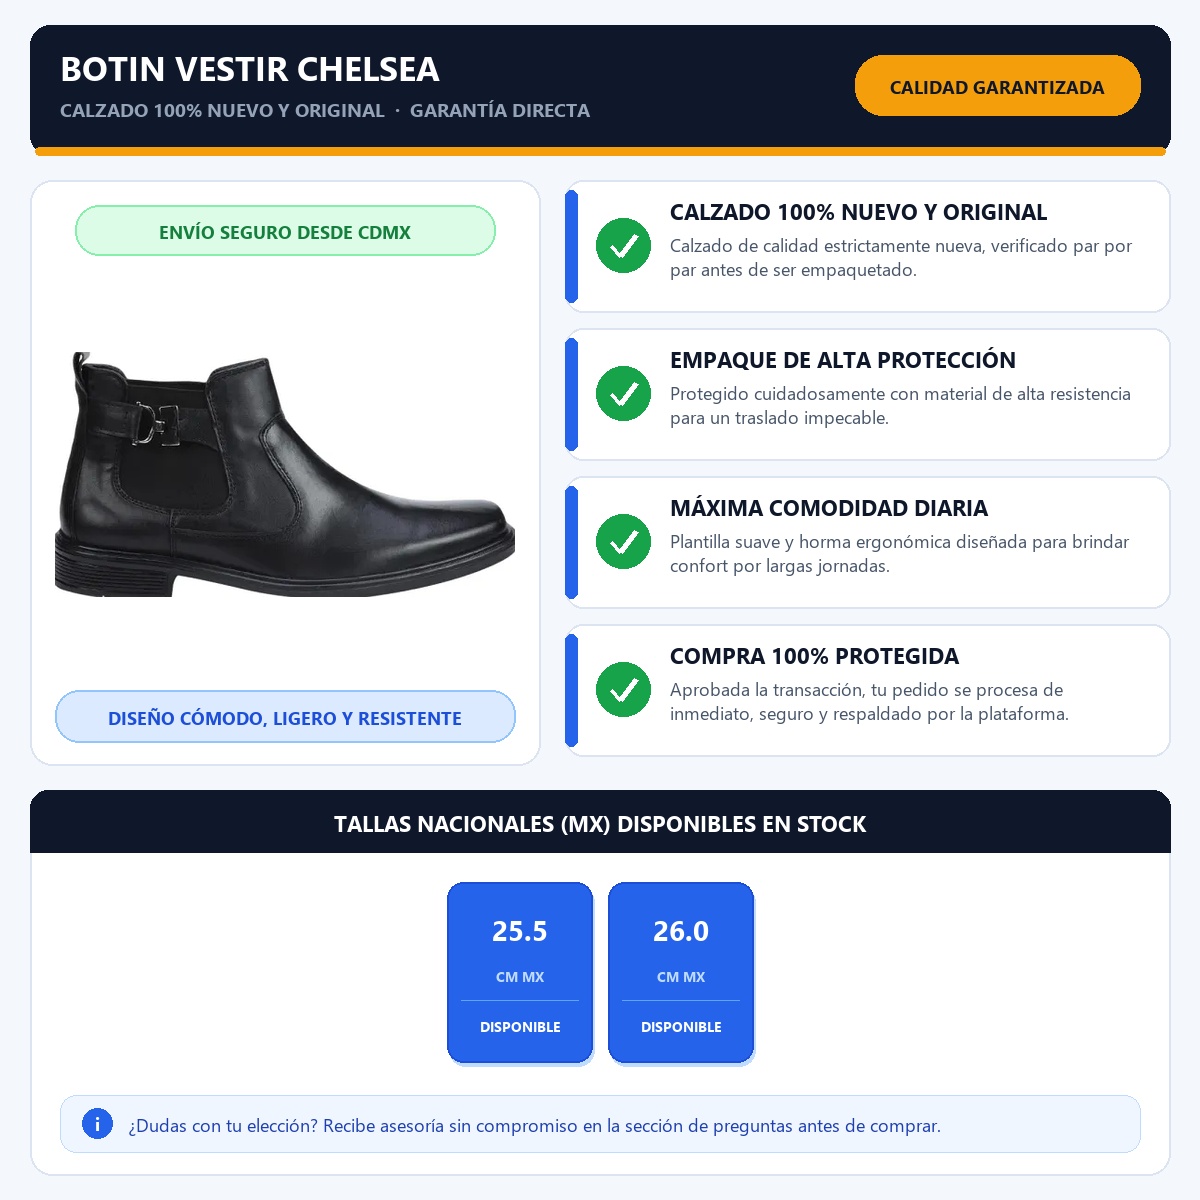 BOTIN VESTIR CHELSEA
CALZADO 100% NUEVO Y ORIGINAL · GARANTÍA DIRECTA
CALIDAD GARANTIZADA
ENVÍO SEGURO DESDE CDMX
DISEÑO CÓMODO, LIGERO Y RESISTENTE
CALZADO 100% NUEVO Y ORIGINAL
Calzado de calidad estrictamente nueva, verificado par por
par antes de ser empaquetado.
EMPAQUE DE ALTA PROTECCIÓN
Protegido cuidadosamente con material de alta resistencia
para un traslado impecable.
MÁXIMA COMODIDAD DIARIA
Plantilla suave y horma ergonómica diseñada para brindar
confort por largas jornadas.
COMPRA 100% PROTEGIDA
Aprobada la transacción, tu pedido se procesa de
inmediato, seguro y respaldado por la plataforma.
TALLAS NACIONALES (MX) DISPONIBLES EN STOCK
25.5
CM MX
DISPONIBLE
26.0
CM MX
DISPONIBLE
¿Dudas con tu elección? Recibe asesoría sin compromiso en la sección de preguntas antes de comprar.